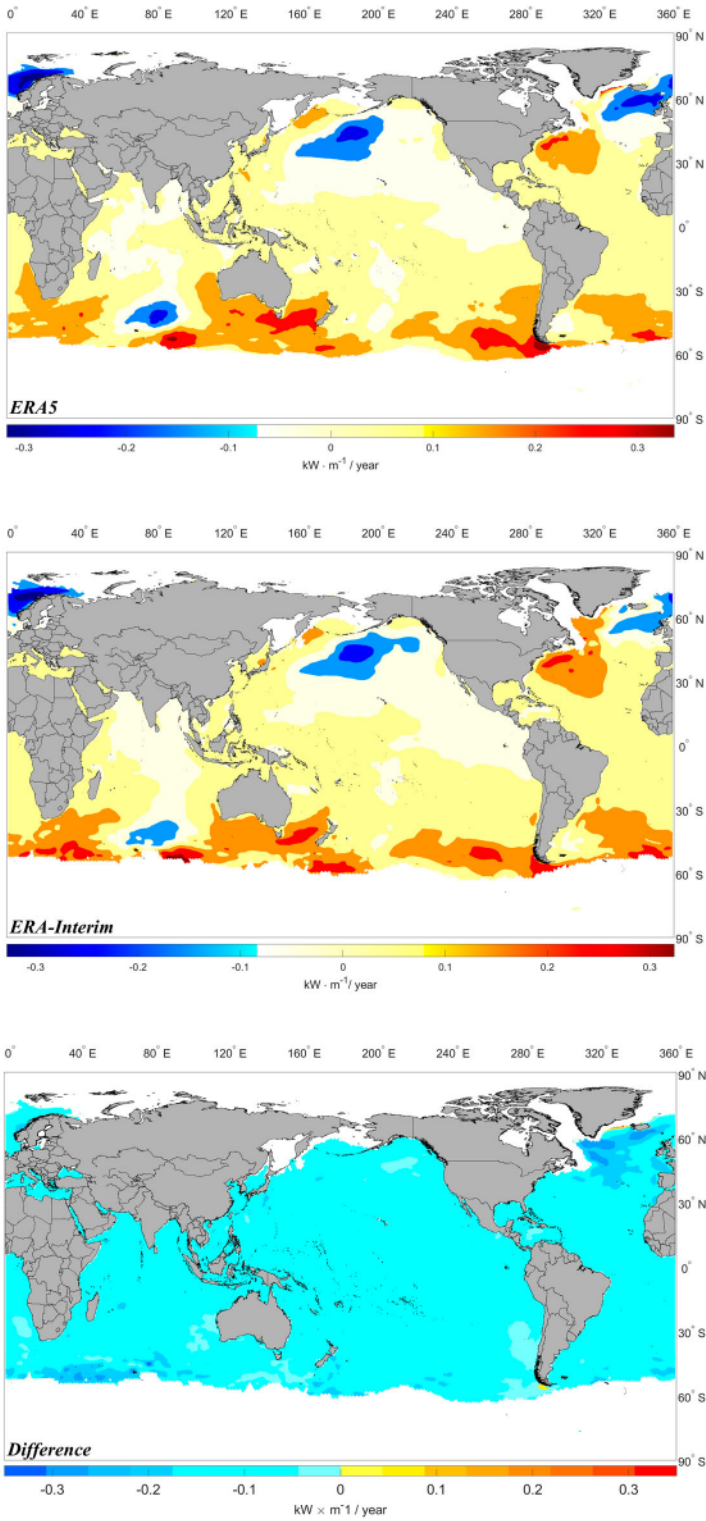 0° 40° E 80° E 120° E 160° E 200° E 240° E 280° E 320° E 360° E
90° N
60° N
30° N
0° N
30° S
60° S
90° S
ERA5
-0.3 -0.2 -0.1 0 0.1 0.2 0.3
kW · m⁻¹ / year
0° 40° E 80° E 120° E 160° E 200° E 240° E 280° E 320° E 360° E
90° N
60° N
30° N
0° N
30° S
60° S
90° S
ERA-Interim
-0.3 -0.2 -0.1 0 0.1 0.2 0.3
kW · m⁻¹ / year
0° 40° E 80° E 120° E 160° E 200° E 240° E 280° E 320° E 360° E
90° N
60° N
30° N
0° N
30° S
60° S
90° S
Difference
-0.3 -0.2 -0.1 0 0.1 0.2 0.3
kW × m⁻1 / year